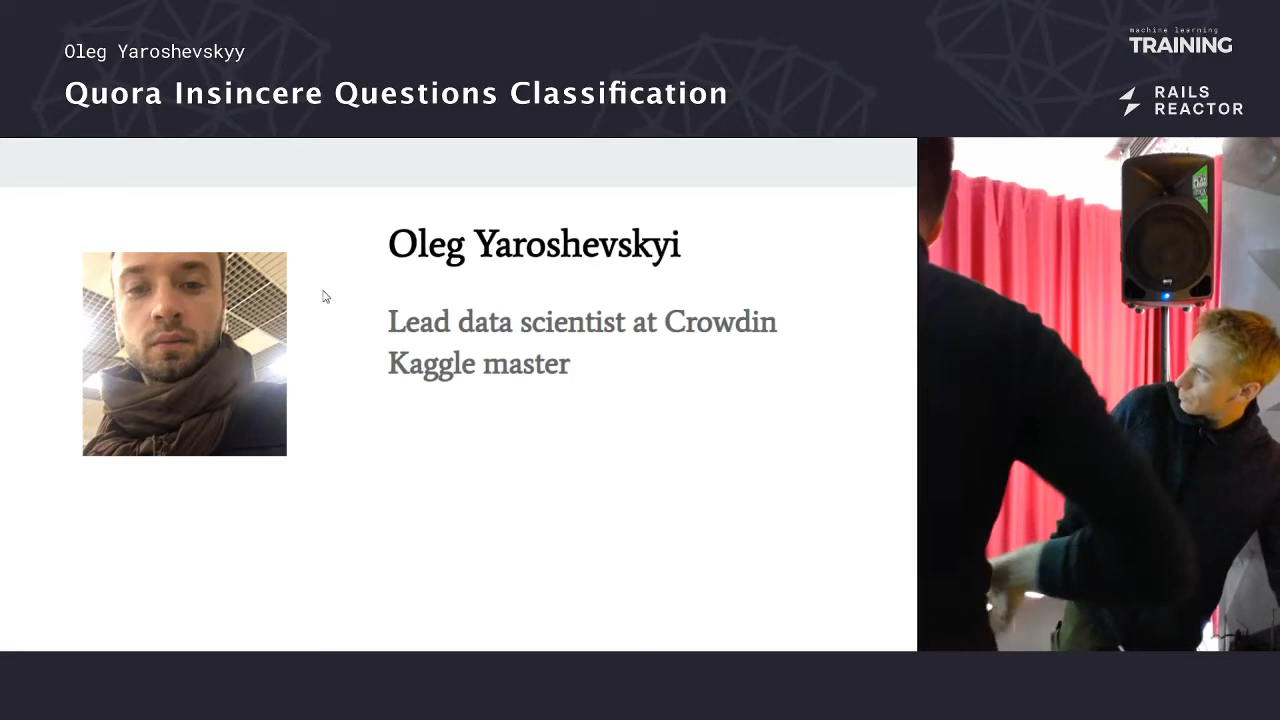 Oleg Yaroshevskyy
Quora Insincere Questions Classification
machine learning
TRAINING
RAILS
REACTOR
Oleg Yaroshevskyi
Lead data scientist at Crowdin
Kaggle master